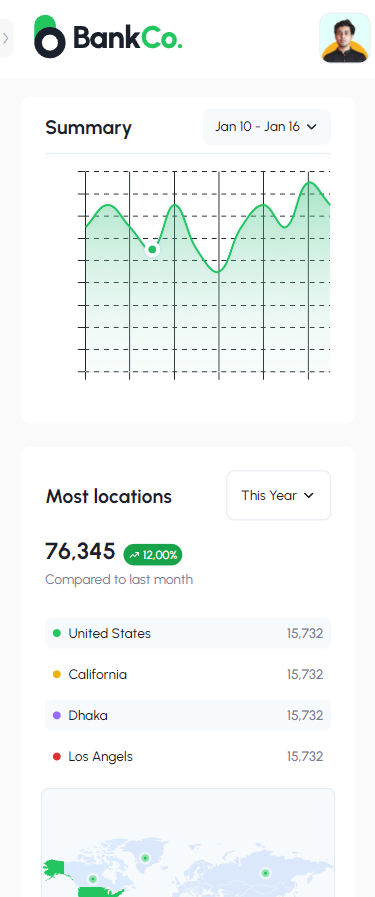 BankCo.
Summary
Jan 10 - Jan 16
Most locations
This Year
76,345
12,00%
Compared to last month
United States 15,732
California 15,732
Dhaka 15,732
Los Angels 15,732